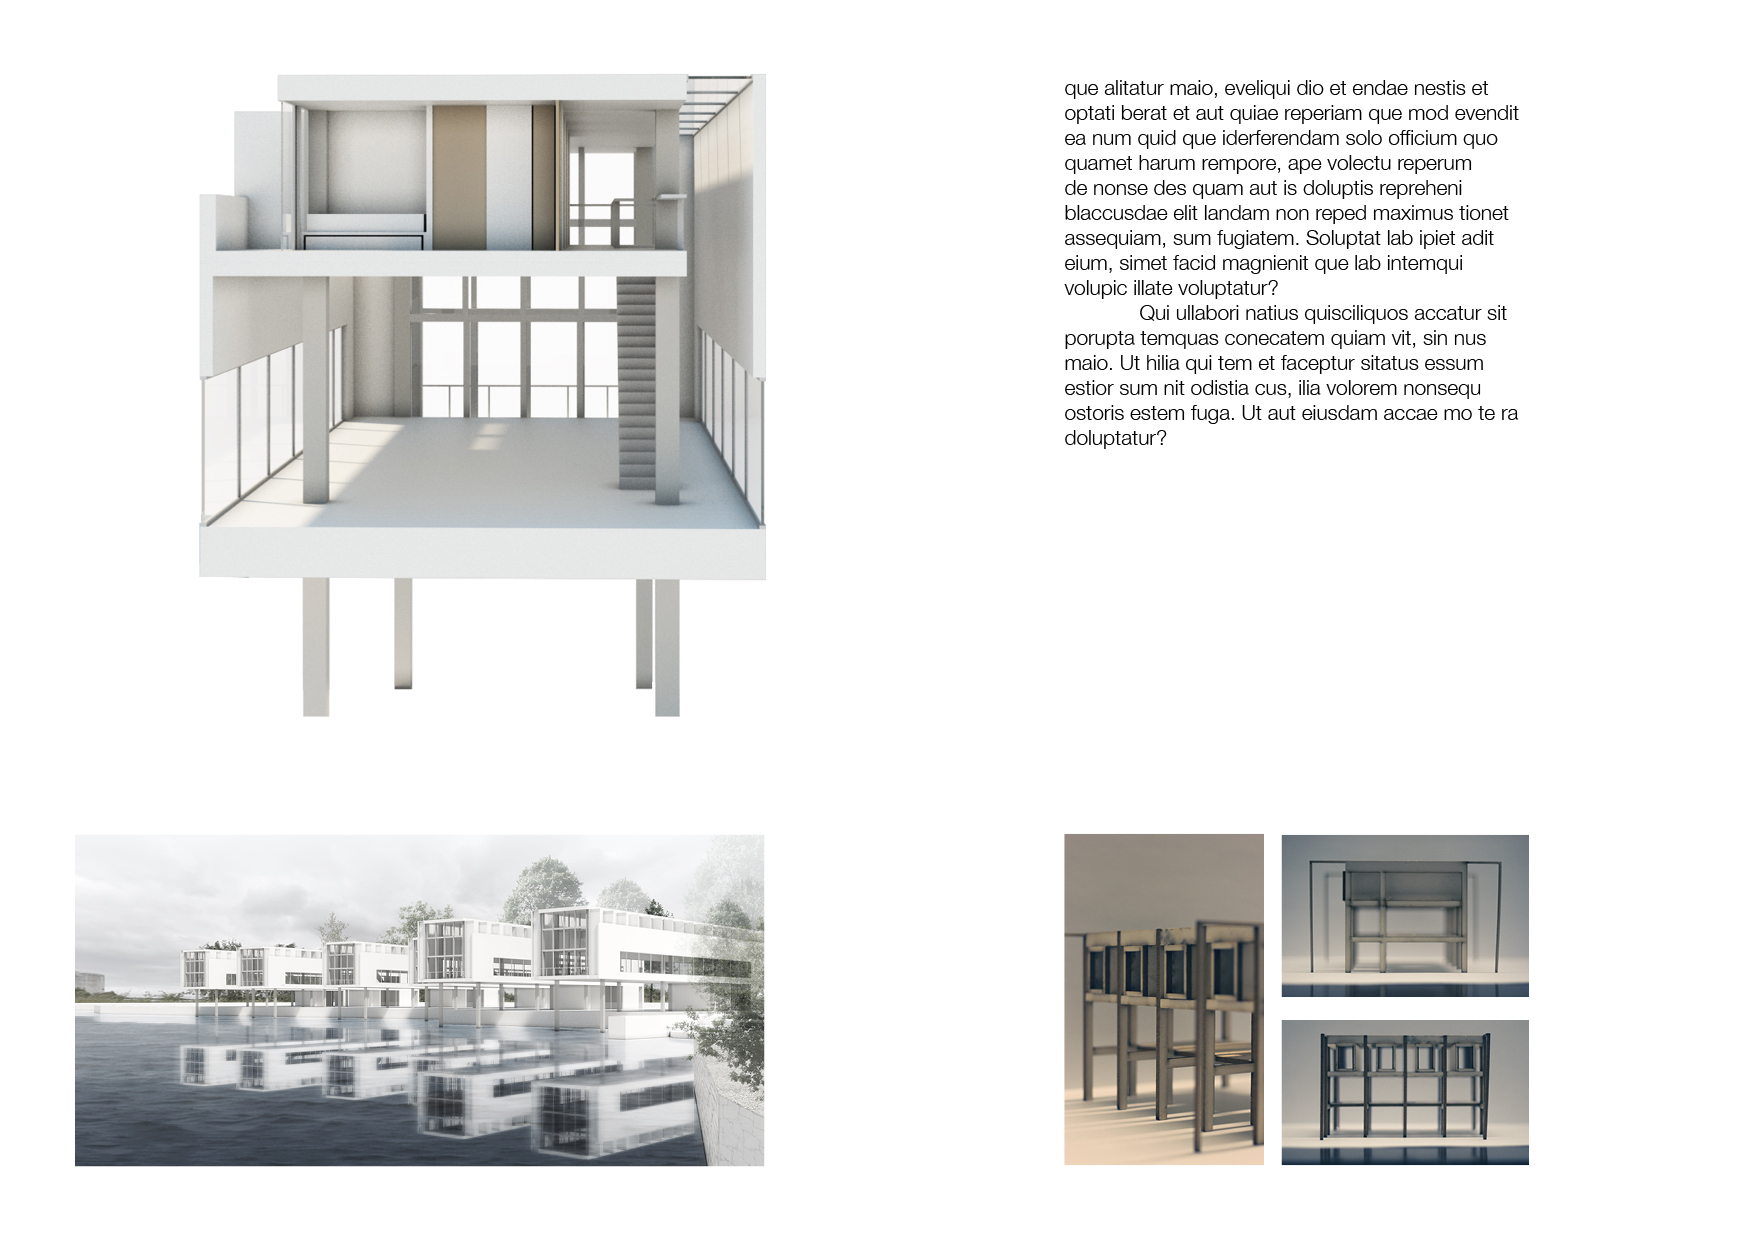 que alitatur maio, eveliqui dio et endae nestis et
optati berat et aut quiae reperiam que mod evendit
ea num quid que iderferendam solo officium quo
quamet harum rempore, ape volectu reperum
de nonse des quam aut is doluptis repreheni
blaccusdae elit landam non reped maximus tionet
assequiam, sum fugiatem. Soluptat lab ipiet adit
eium, simet facid magnienit que lab intemqui
volupic illate voluptatur?
Qui ullabori natius quisciliquos accatur sit
porupta temquas conecatem quiam vit, sin nus
maio. Ut hilia qui tem et faceptur sitatus essum
estior sum nit odistia cus, ilia volorem nonsequ
ostoris estem fuga. Ut aut eiusdam accae mo te ra
doluptatur?